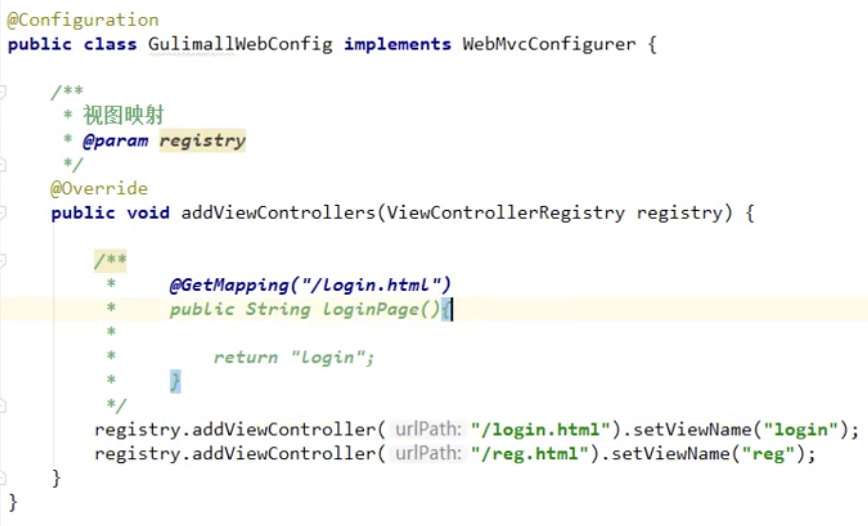 @Configuration
public class GulimallWebConfig implements WebMvcConfigurer {
/**
* 视图映射
* @param registry
*/
@Override
public void addViewControllers(ViewControllerRegistry registry) {
/**
* @GetMapping("/login.html")
* public String loginPage(){
*
* return "login";
* }
*/
registry.addViewController( urlPath: "/login.html").setViewName("login");
registry.addViewController( urlPath: "/reg.html").setViewName("reg");
}
}